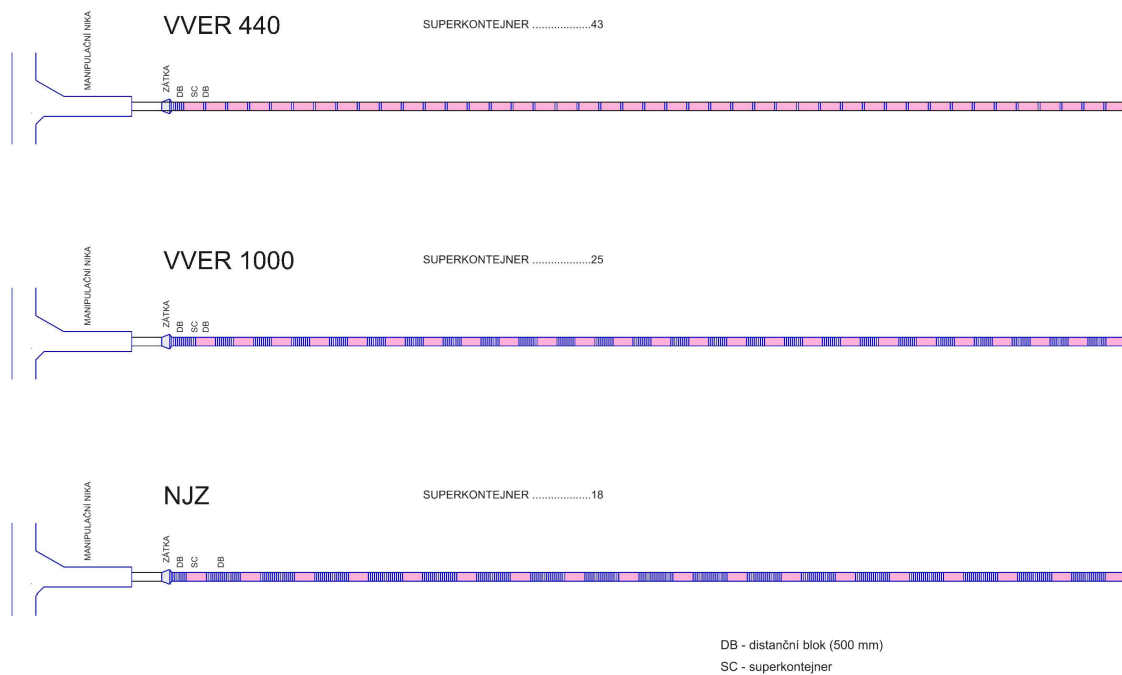 VVER 440
SUPERKONTEJNER ..................43
MANIPULAČNÍ NIKA
ZÁTKA
DB
SC
DB
VVER 1000
SUPERKONTEJNER ..................25
MANIPULAČNÍ NIKA
ZÁTKA
DB
SC
DB
NJZ
SUPERKONTEJNER ..................18
MANIPULAČNÍ NIKA
ZÁTKA
DB
SC
DB
DB - distanční blok (500 mm)
SC - superkontejner